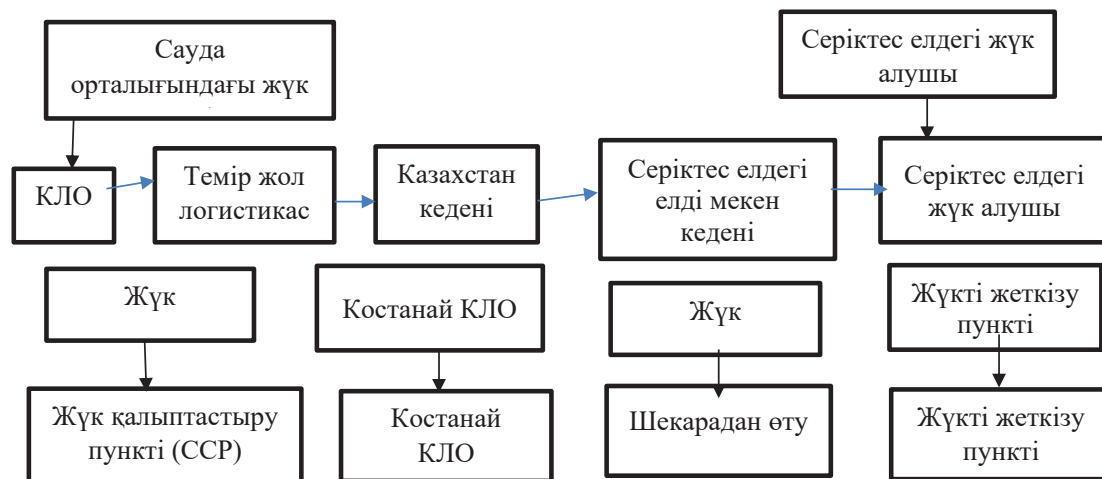 Сауда
орталығындағы жүк
Серіктес елдегі жүк
алушы
КЛО
Темір жол
логистикас
Казахстан
кедені
Серіктес елдегі
елді мекен
кедені
Серіктес елдегі
жүк алушы
Жүк
Костанай КЛО
Жүк
Жүкті жеткізу
пункті
Жүк қалыптастыру
пункті (ССР)
Костанай
КЛО
Шекарадан өту
Жүкті жеткізу
пункті